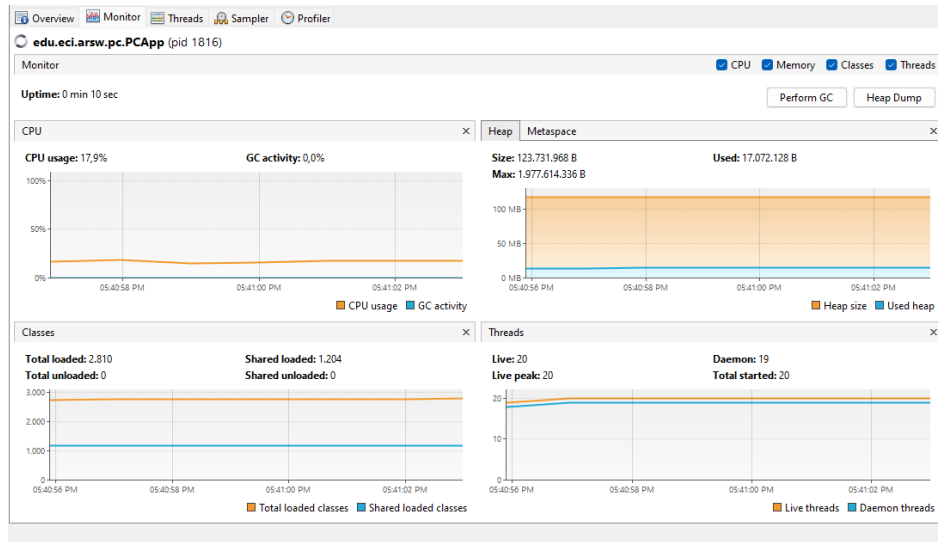 Overview Monitor Threads Sampler Profiler
edu.eci.arsw.pc.PCApp (pid 1816)
Monitor CPU Memory Classes Threads
Uptime: 0 min 10 sec Perform GC Heap Dump
CPU ×
CPU usage: 17,9% GC activity: 0,0%
100%
50%
0%
05:40:58 PM 05:41:00 PM 05:41:02 PM
CPU usage GC activity
Heap Metaspace ×
Size: 123.731.968 B Used: 17.072.128 B
Max: 1.977.614.336 B
100 MB
50 MB
0 MB
05:40:56 PM 05:40:58 PM 05:41:00 PM 05:41:02 PM
Heap size Used heap
Classes ×
Total loaded: 2.810 Shared loaded: 1.204
Total unloaded: 0 Shared unloaded: 0
3.000
2.000
1.000
0
05:40:56 PM 05:40:58 PM 05:41:00 PM 05:41:02 PM
Total loaded classes Shared loaded classes
Threads ×
Live: 20 Daemon: 19
Live peak: 20 Total started: 20
20
10
0
05:40:56 PM 05:40:58 PM 05:41:00 PM 05:41:02 PM
Live threads Daemon threads